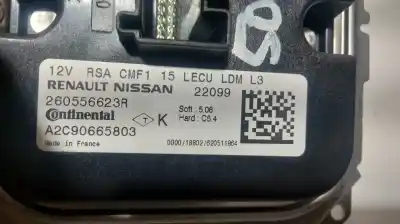 12V RSA CMF1 15 LECU LDM L3
RENAULT NISSAN 22099
260556623R
Soft : 5.06
Hard : C5.4
Continental
K
A2C90665803
Made in France
0000/18802/020511864